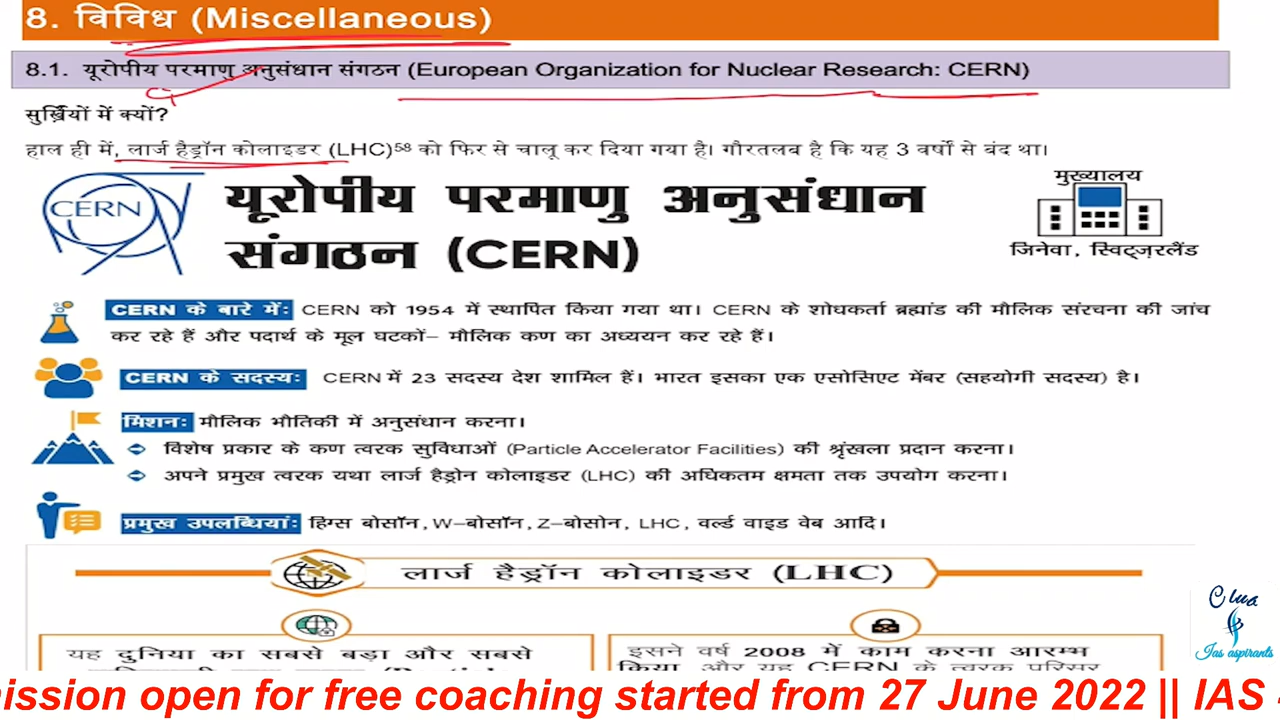 8. विविध (Miscellaneous)
8.1. यूरोपीय परमाणु अनुसंधान संगठन (European Organization for Nuclear Research: CERN)
सुर्ख़ियों में क्यों?
हाल ही में, लार्ज हैड्रॉन कोलाइडर (LHC)⁵⁸ को फिर से चालू कर दिया गया है। गौरतलब है कि यह 3 वर्षों से बंद था।
CERN
यूरोपीय परमाणु अनुसंधान
संगठन (CERN)
मुख्यालय
जिनेवा, स्विट्ज़रलैंड
CERN के बारे में: CERN को 1954 में स्थापित किया गया था। CERN के शोधकर्ता ब्रह्मांड की मौलिक संरचना की जांच
कर रहे हैं और पदार्थ के मूल घटकों– मौलिक कण का अध्ययन कर रहे हैं।
CERN के सदस्य: CERN में 23 सदस्य देश शामिल हैं। भारत इसका एक एसोसिएट मेंबर (सहयोगी सदस्य) है।
मिशन: मौलिक भौतिकी में अनुसंधान करना।
विशेष प्रकार के कण त्वरक सुविधाओं (Particle Accelerator Facilities) की श्रृंखला प्रदान करना।
अपने प्रमुख त्वरक यथा लार्ज हैड्रोन कोलाइडर (LHC) की अधिकतम क्षमता तक उपयोग करना।
प्रमुख उपलब्धियां: हिग्स बोसॉन, W–बोसॉन, Z–बोसोन, LHC, वर्ल्ड वाइड वेब आदि।
लार्ज हैड्रॉन कोलाइडर (LHC)
यह दुनिया का सबसे बड़ा और सबसे
इसने वर्ष 2008 में काम करना आरम्भ
किया और यह CERN के त्वरक परिसर
Ias aspirants
mission open for free coaching started from 27 June 2022 || IAS